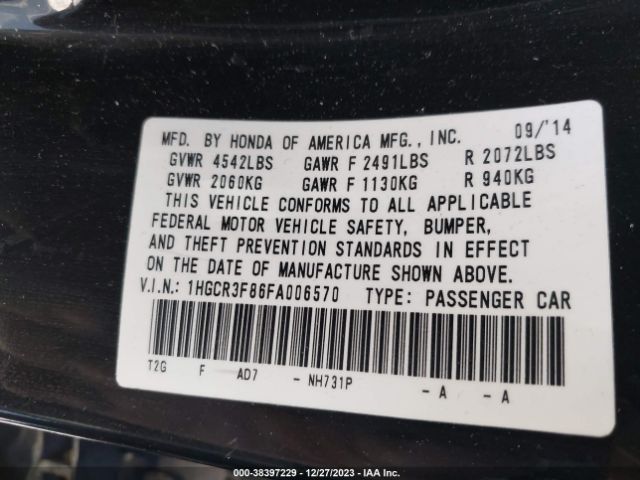 MFD. BY HONDA OF AMERICA MFG., INC. 09/'14
GVWR 4542LBS GAWR F 2491LBS R 2072LBS
GVWR 2060KG GAWR F 1130KG R 940KG
THIS VEHICLE CONFORMS TO ALL APPLICABLE
FEDERAL MOTOR VEHICLE SAFETY, BUMPER,
AND THEFT PREVENTION STANDARDS IN EFFECT
ON THE DATE OF MANUFACTURE SHOWN ABOVE.
V.I.N.: 1HGCR3F86FA006570 TYPE: PASSENGER CAR
T2G F AD7 - NH731P - A - A
000-38397229 - 12/27/2023 - IAA Inc.